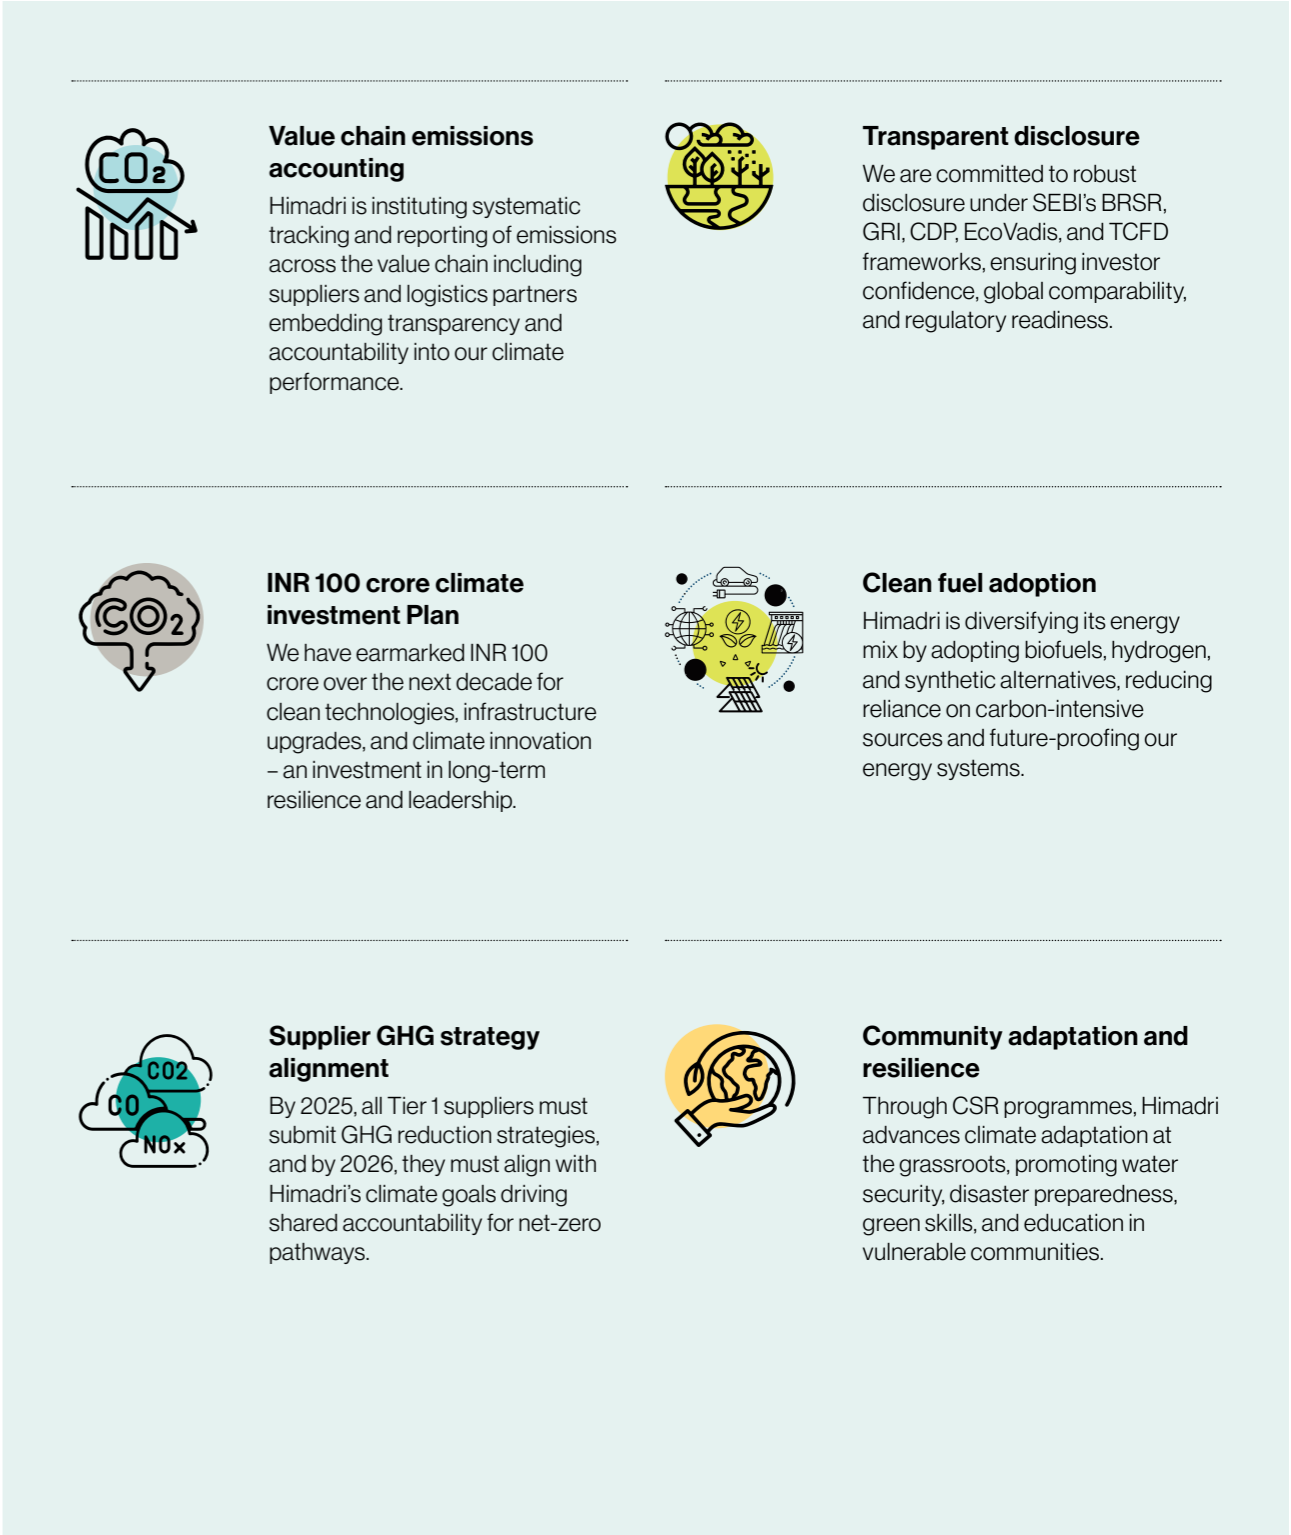 CO2
Value chain emissions
accounting
Himadri is instituting systematic
tracking and reporting of emissions
across the value chain including
suppliers and logistics partners
embedding transparency and
accountability into our climate
performance.
Transparent disclosure
We are committed to robust
disclosure under SEBI’s BRSR,
GRI, CDP, EcoVadis, and TCFD
frameworks, ensuring investor
confidence, global comparability,
and regulatory readiness.
CO2
INR 100 crore climate
investment Plan
We have earmarked INR 100
crore over the next decade for
clean technologies, infrastructure
upgrades, and climate innovation
– an investment in long-term
resilience and leadership.
Clean fuel adoption
Himadri is diversifying its energy
mix by adopting biofuels, hydrogen,
and synthetic alternatives, reducing
reliance on carbon-intensive
sources and future-proofing our
energy systems.
CO2
CO
NOx
Supplier GHG strategy
alignment
By 2025, all Tier 1 suppliers must
submit GHG reduction strategies,
and by 2026, they must align with
Himadri’s climate goals driving
shared accountability for net-zero
pathways.
Community adaptation and
resilience
Through CSR programmes, Himadri
advances climate adaptation at
the grassroots, promoting water
security, disaster preparedness,
green skills, and education in
vulnerable communities.